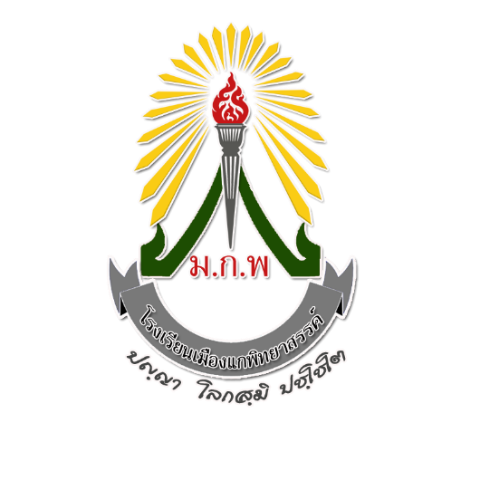 ม.ก.พ
โรงเรียนเมืองแกพิทยาสรรค์
ปญฺญา โลกสฺมิ ปชฺโชโต